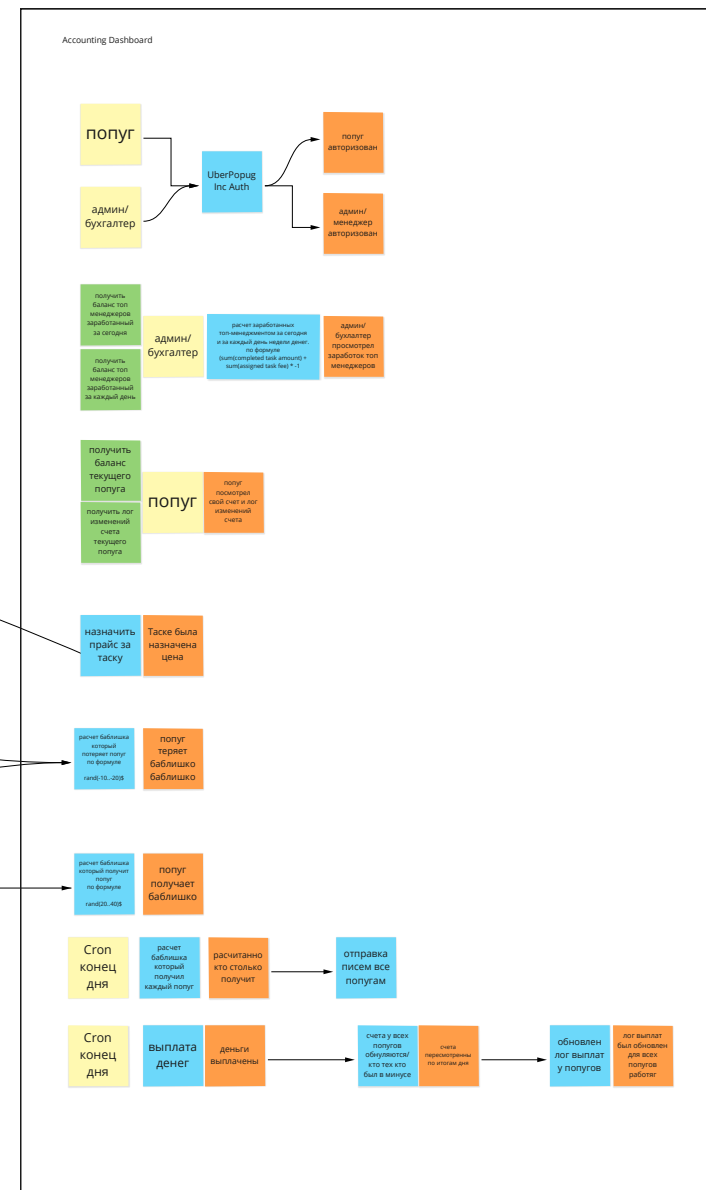 Accounting Dashboard
попуг
админ/
бухгалтер
UberPopug
Inc Auth
попуг
авторизован
админ/
менеджер
авторизован
получить
баланс топ
менеджеров
заработанный
за сегодня
получить
баланс топ
менеджеров
заработанный
за каждый день
админ/
бухгалтер
расчет заработанных
топ-менеджментом за сегодня
и за каждый день недели денег.
по формуле
(sum(completed task amount) +
sum(assigned task fee) * -1
админ/
бухлалтер
просмотрел
заработок топ
менеджеров
получить
баланс
текущего
попуга
получить лог
изменений
счета
текущего
попуга
попуг
попуг
посмотрел
свой счет и лог
изменений
счета
назначить
прайс за
таску
Таске была
назначена
цена
расчет баблишка
который
потеряет попуг
по формуле
rand(-10..-20)$
попуг
теряет
баблишко
баблишко
расчет баблишка
который получит
попуг
по формуле
rand(20..40)$
попуг
получает
баблишко
Cron
конец
дня
расчет
баблишка
который
получил
каждый попуг
расчитанно
кто столько
получит
отправка
писем все
попугам
Cron
конец
дня
выплата
денег
деньги
выплачены
счета у всех
попугов
обнуляются/
кто тех кто
был в минусе
счета
пересмотренны
по итогам дня
обновлен
лог выплат
у попугов
лог выплат
был обновлен
для всех
попугов
работяг